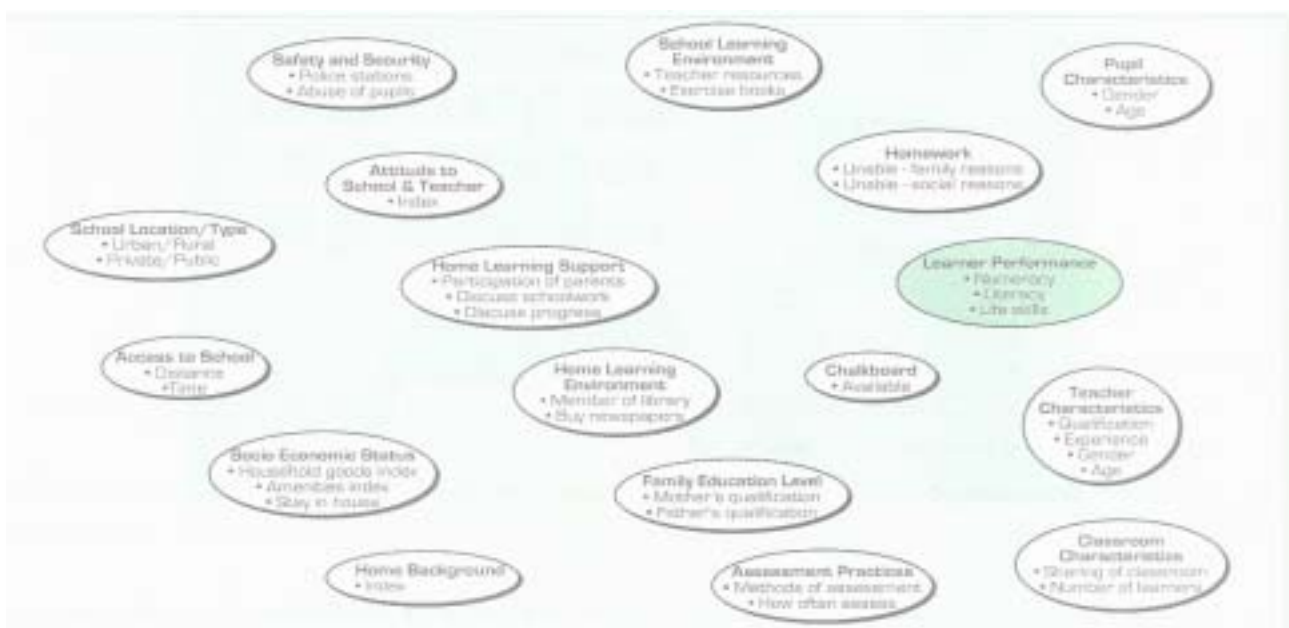 Safety and Security
• Police stations
• Abuse of pupils
School Learning
Environment
• Teacher resources
• Exercise books
Pupil
Characteristics
• Gender
• Age
Attitude to
School & Teacher
• Index
Homework
• Unable - family reasons
• Unable - social reasons
School Location/Type
• Urban/Rural
• Private/Public
Home Learning Support
• Participation of parents
• Discuss schoolwork
• Discuss progress
Learner Performance
• Numeracy
• Literacy
• Life skills
Access to School
• Distance
•Time
Home Learning
Environment
• Member of library
• Buy newspapers
Chalkboard
• Available
Teacher
Characteristics
• Qualification
• Experience
• Gender
• Age
Socio Economic Status
• Household goods index
• Amenities index
• Stay in house
Family Education Level
• Mother's qualification
• Father's qualification
Home Background
• Index
Assessment Practices
• Methods of assessment
• How often assess
Classroom
Characteristics
• Sharing of classroom
• Number of learners